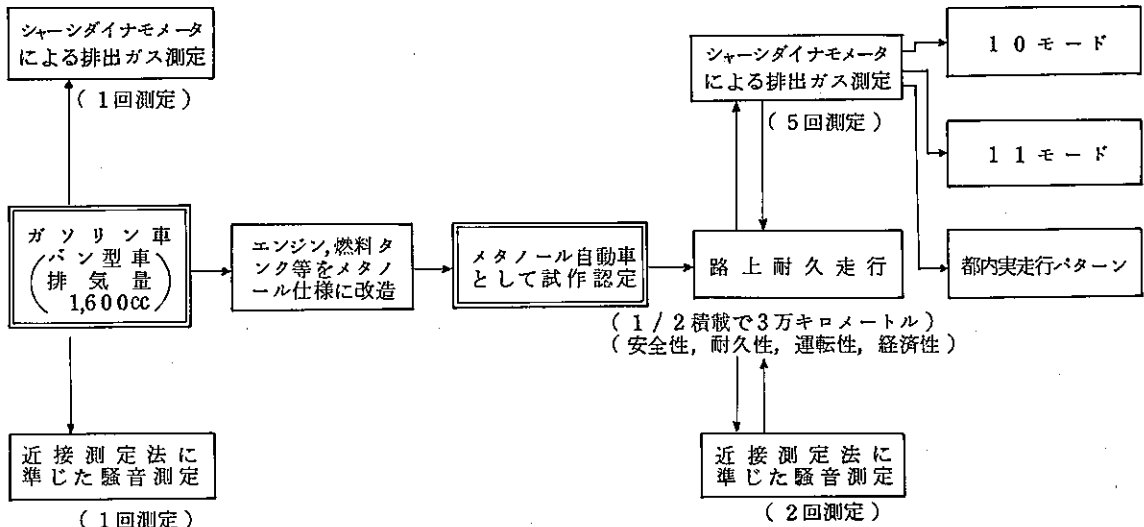 シャーシダイナモメータ
による排出ガス測定
(1回測定)
シャーシダイナモメータ
による排出ガス測定
(5回測定)
10モード
11モード
ガソリン車
バン型車
排気量
1,600cc
エンジン,燃料タ
ンク等をメタノ
ール仕様に改造
メタノール自動車
として試作認定
路上耐久走行
都内実走行パターン
(1/2積載で3万キロメートル)
(安全性,耐久性,運転性,経済性)
近接測定法に
準じた騒音測定
(1回測定)
近接測定法に
準じた騒音測定
(2回測定)